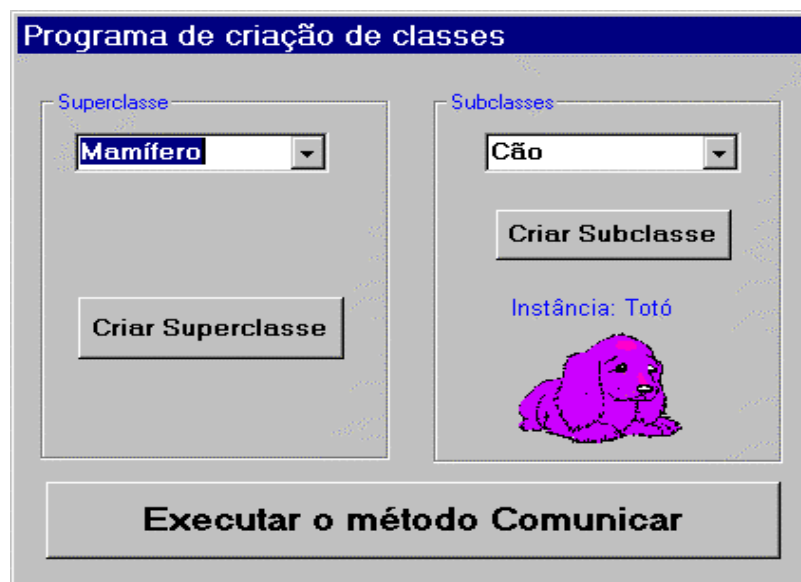 Programa de criação de classes
Superclasse
Mamífero
Criar Superclasse
Subclasses
Cão
Criar Subclasse
Instância: Totó
Executar o método Comunicar